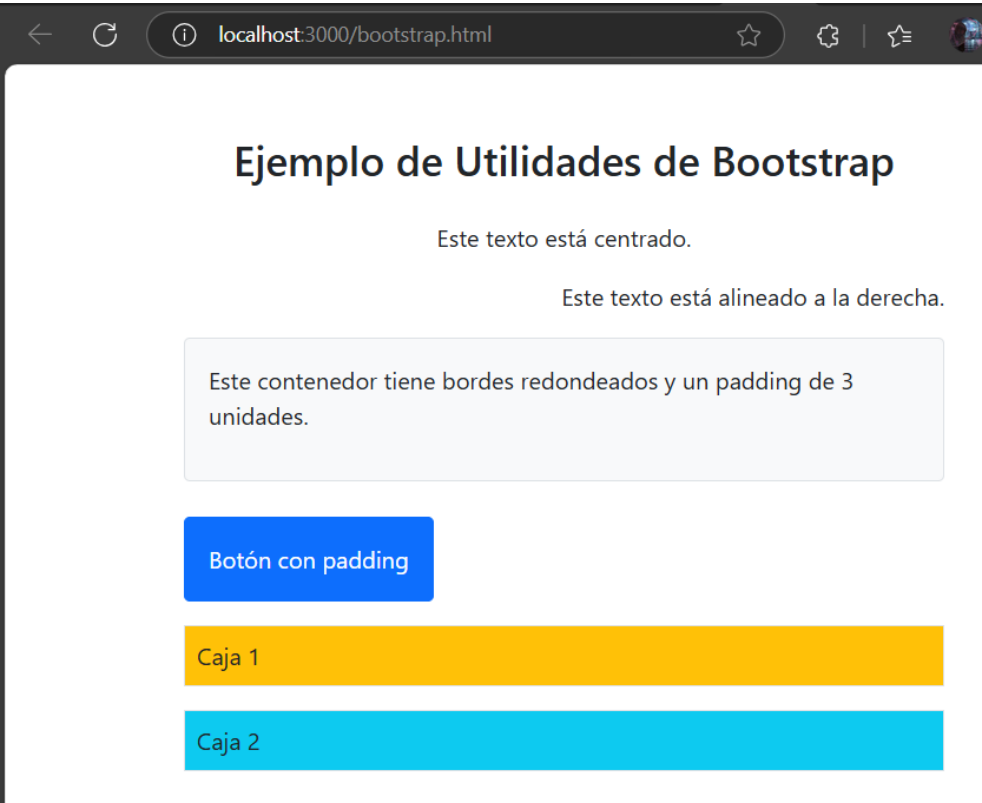 localhost:3000/bootstrap.html
Ejemplo de Utilidades de Bootstrap
Este texto está centrado.
Este texto está alineado a la derecha.
Este contenedor tiene bordes redondeados y un padding de 3
unidades.
Botón con padding
Caja 1
Caja 2